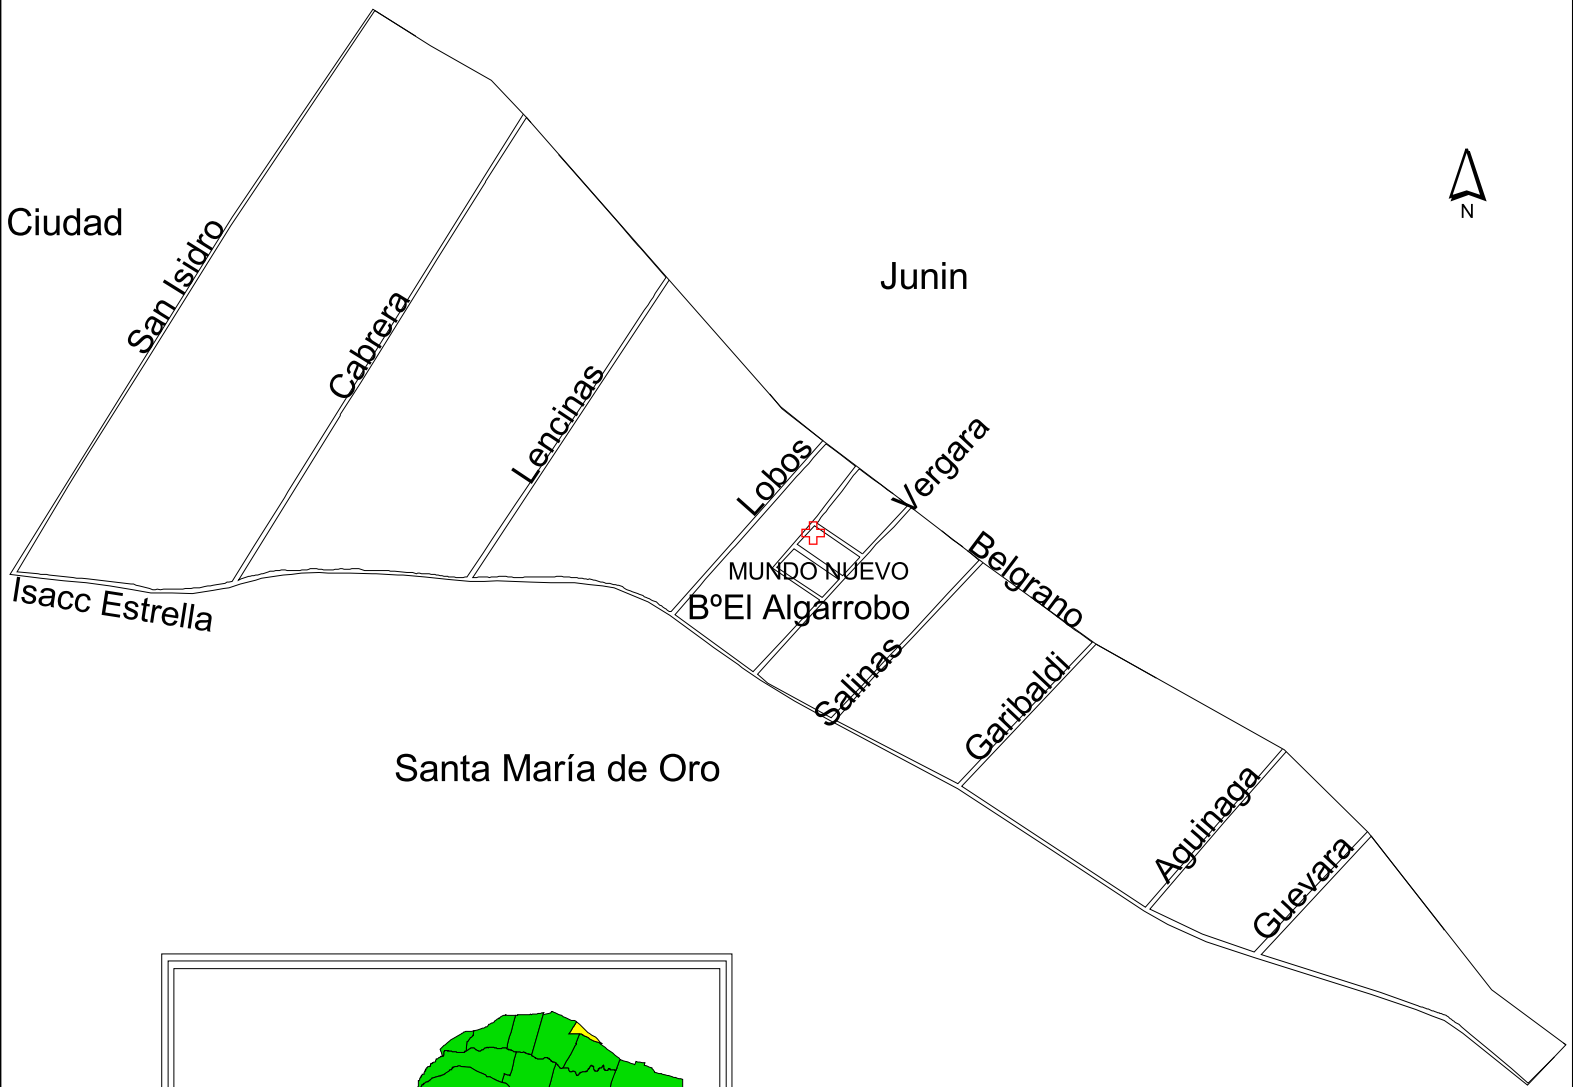 Ciudad
San Isidro
Cabrera
Lencinas
Junin
N
Lobos
Vergara
Belgrano
MUNDO NUEVO
BºEl Algarrobo
Isacc Estrella
Salinas
Garibaldi
Santa María de Oro
Aguinaga
Guevara